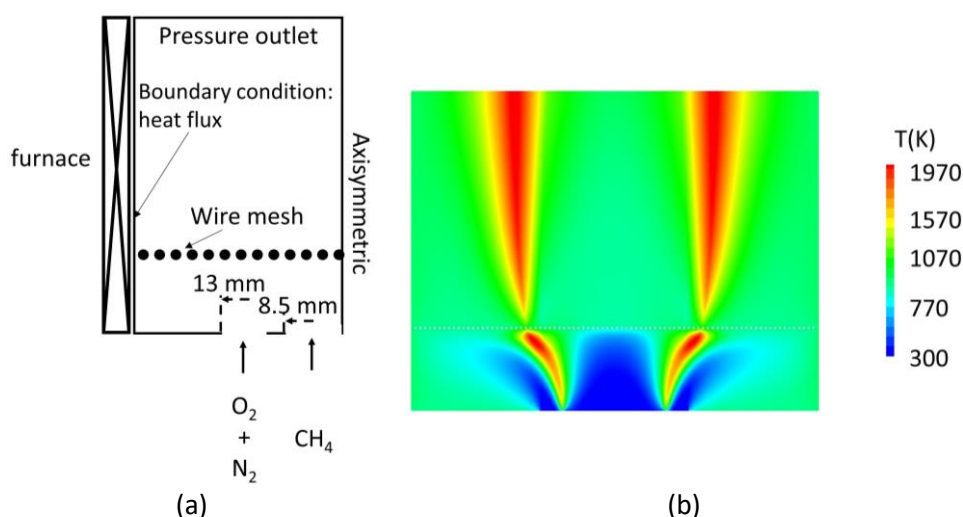 Pressure outlet
Boundary condition:
heat flux
furnace
Axisymmetric
Wire mesh
13 mm
8.5 mm
O₂
+
N₂
CH₄
(a)
T(K)
1970
1570
1070
770
300
(b)